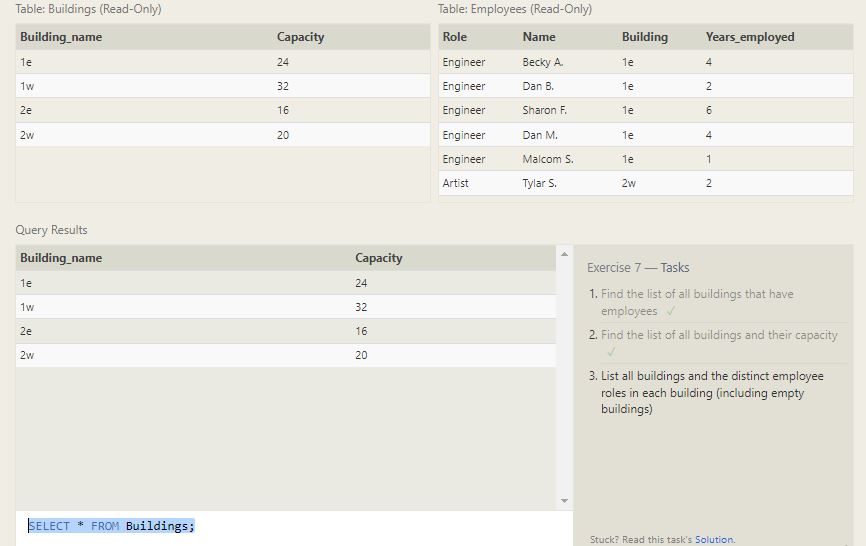 Table: Buildings (Read-Only)
Building_name Capacity
1e 24
1w 32
2e 16
2w 20
Table: Employees (Read-Only)
Role Name Building Years_employed
Engineer Becky A. 1e 4
Engineer Dan B. 1e 2
Engineer Sharon F. 1e 6
Engineer Dan M. 1e 4
Engineer Malcom S. 1e 1
Artist Tylar S. 2w 2
Query Results
Building_name Capacity
1e 24
1w 32
2e 16
2w 20
SELECT * FROM Buildings;
Exercise 7 — Tasks
1. Find the list of all buildings that have
employees ✓
2. Find the list of all buildings and their capacity
✓
3. List all buildings and the distinct employee
roles in each building (including empty
buildings)
Stuck? Read this task's Solution.